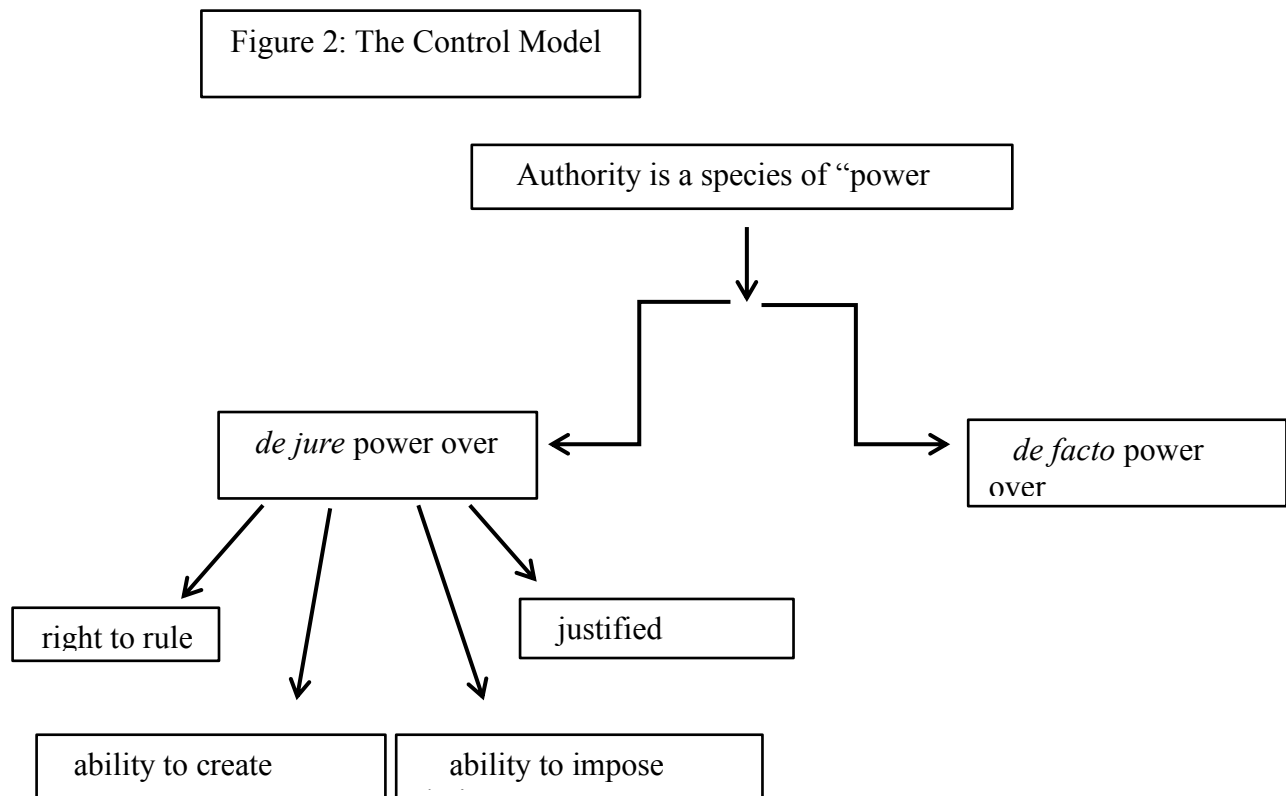 Figure 2: The Control Model
Authority is a species of “power
de jure power over
de facto power
over
right to rule
justified
ability to create
ability to impose